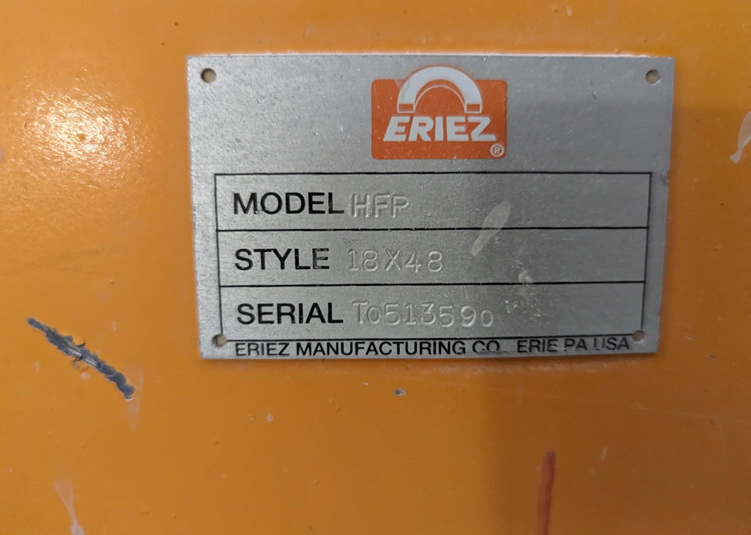 ERIEZ
®
MODEL HFP
STYLE 18X48
SERIAL T0513590
ERIEZ MANUFACTURING CO. ERIE PA USA